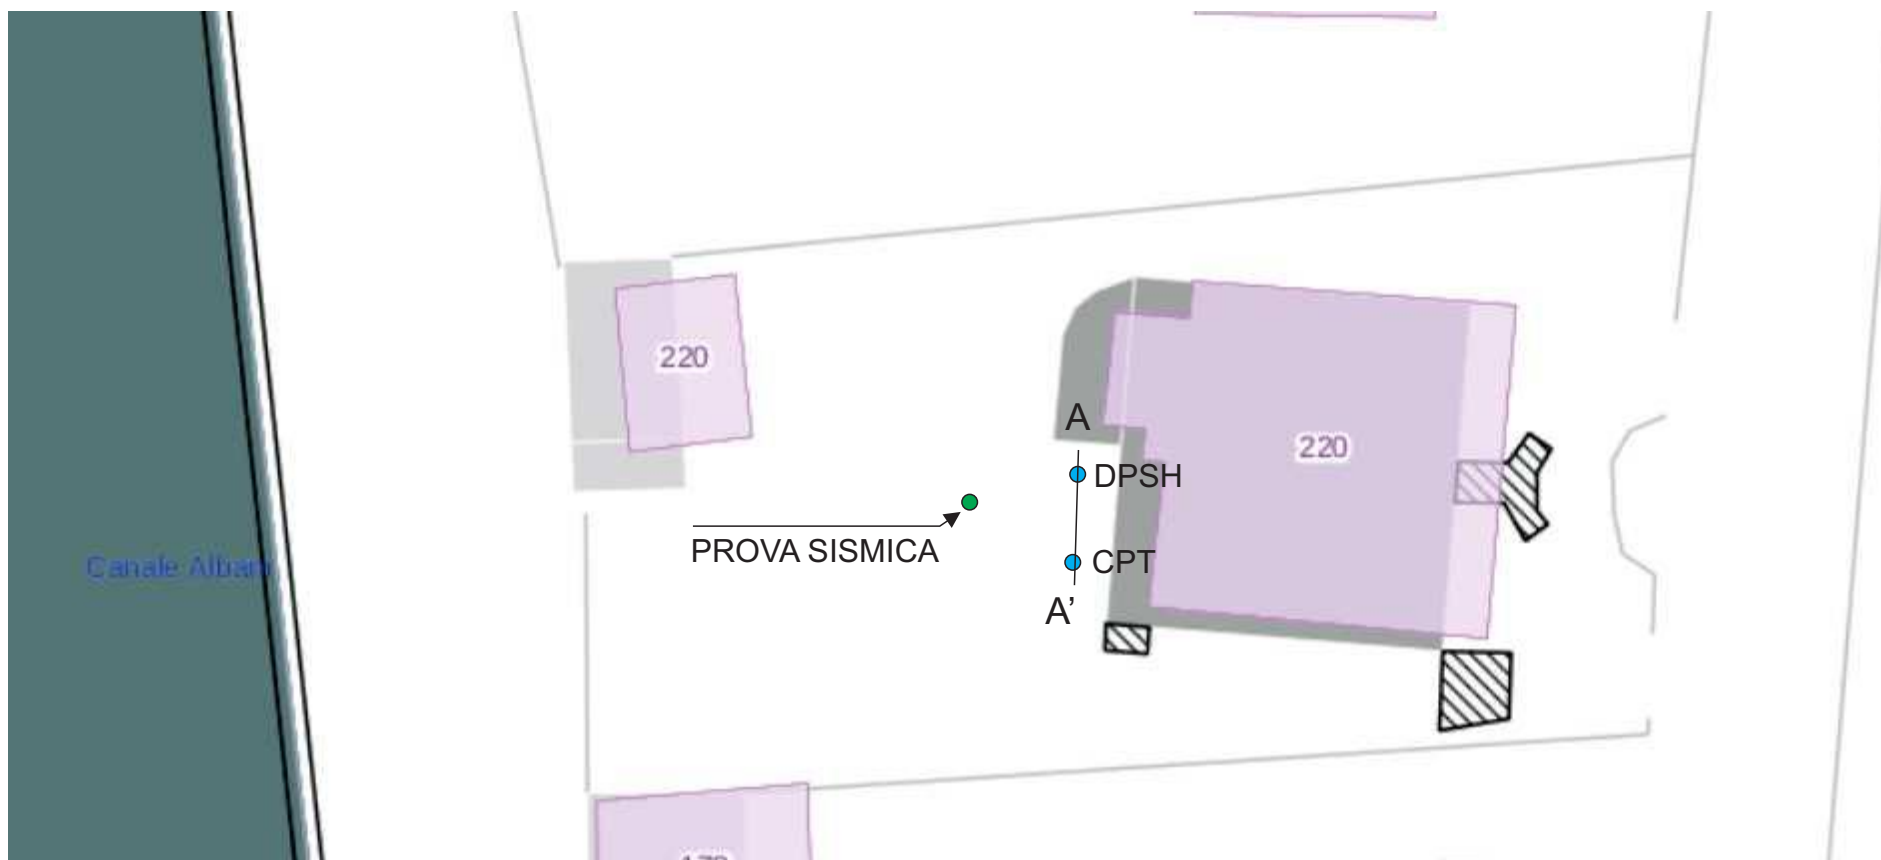 220
A
220
DPSH
PROVA SISMICA
CPT
Canale Albani
A'